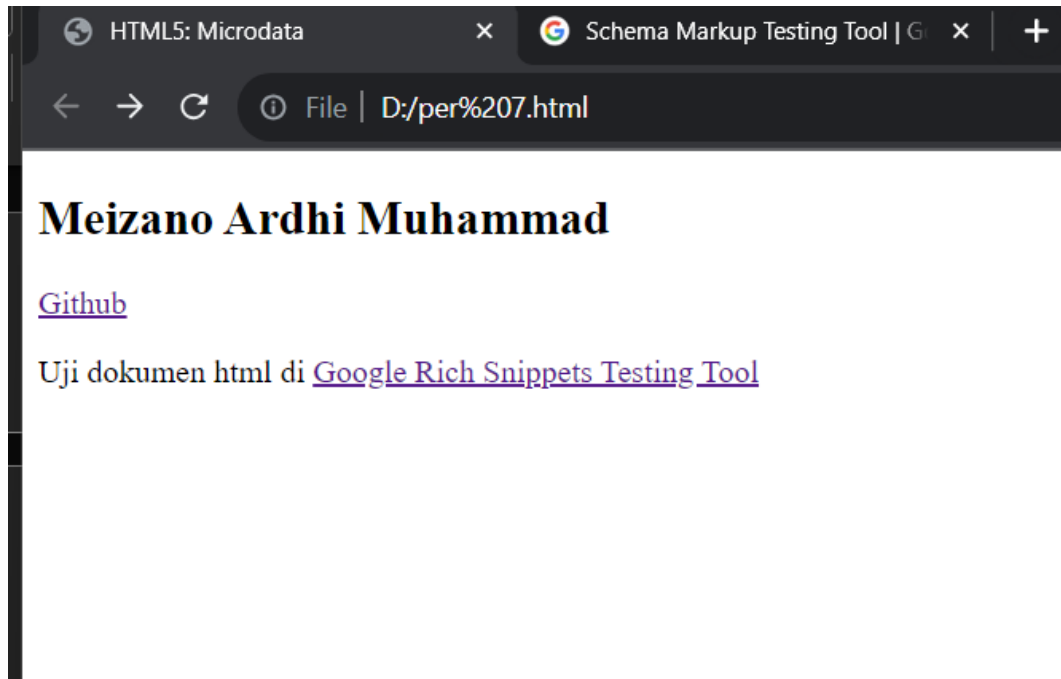 HTML5: Microdata
Schema Markup Testing Tool | G
File | D:/per%207.html
Meizano Ardhi Muhammad
Github
Uji dokumen html di Google Rich Snippets Testing Tool